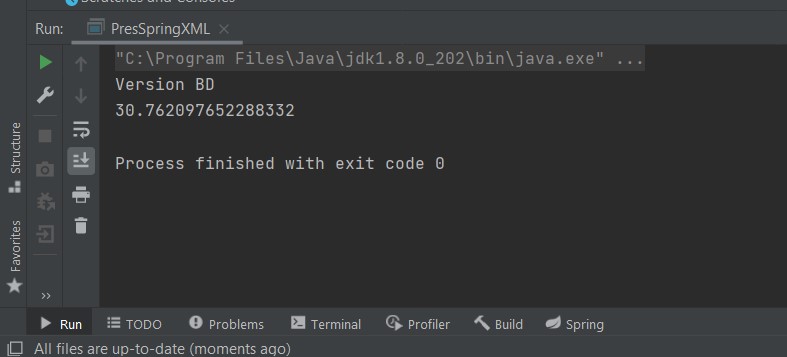 Scratches and Consoles
Run: PresSpringXML
"C:\Program Files\Java\jdk1.8.0_202\bin\java.exe" ...
Version BD
30.762097652288332
Process finished with exit code 0
Structure
Favorites
Run TODO Problems Terminal Profiler Build Spring
All files are up-to-date (moments ago)